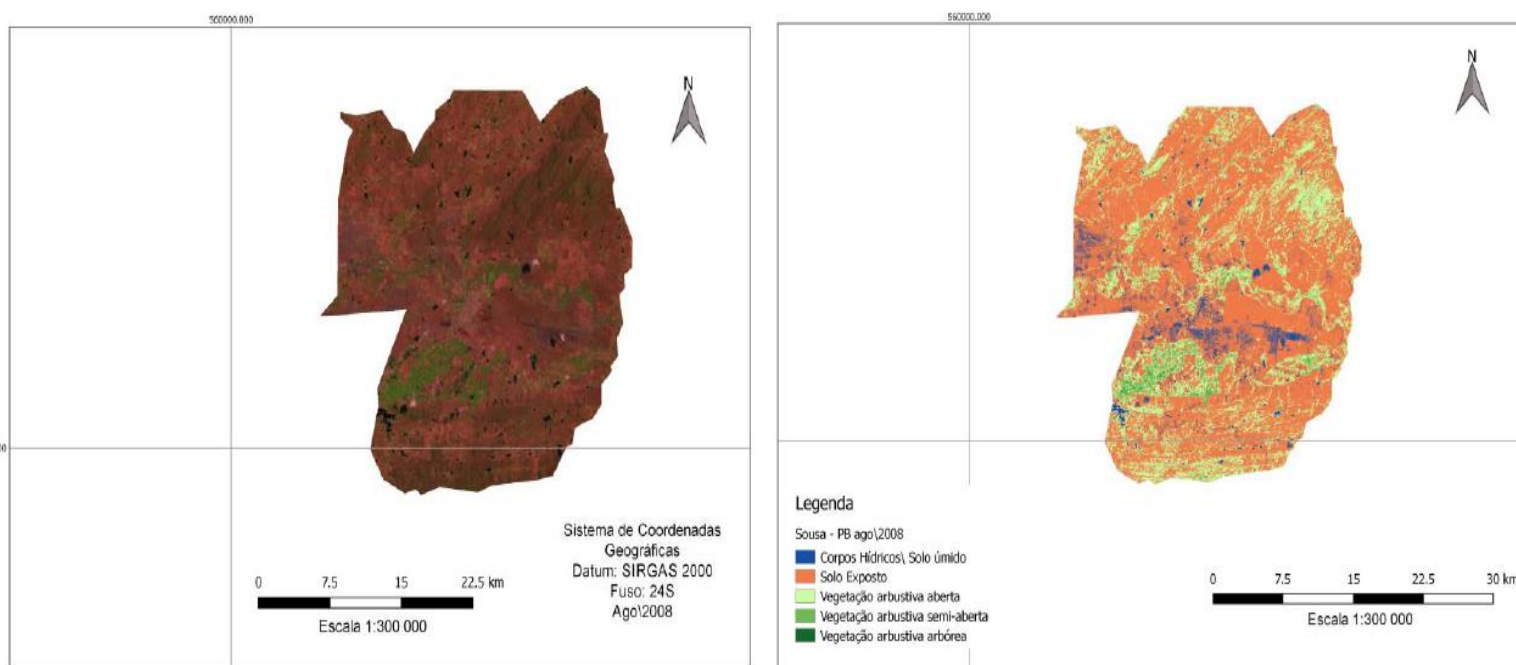 560000.000
N
00
Sistema de Coordenadas
Geográficas
Datum: SIRGAS 2000
Fuso: 24S
Ago\2008
0 7.5 15 22.5 km
Escala 1:300 000
560000.000
N
Legenda
Sousa - PB ago\2008
Corpos Hídricos\ Solo úmido
Solo Exposto
Vegetação arbustiva aberta
Vegetação arbustiva semi-aberta
Vegetação arbustiva arbórea
0 7.5 15 22.5 30 km
Escala 1:300 000